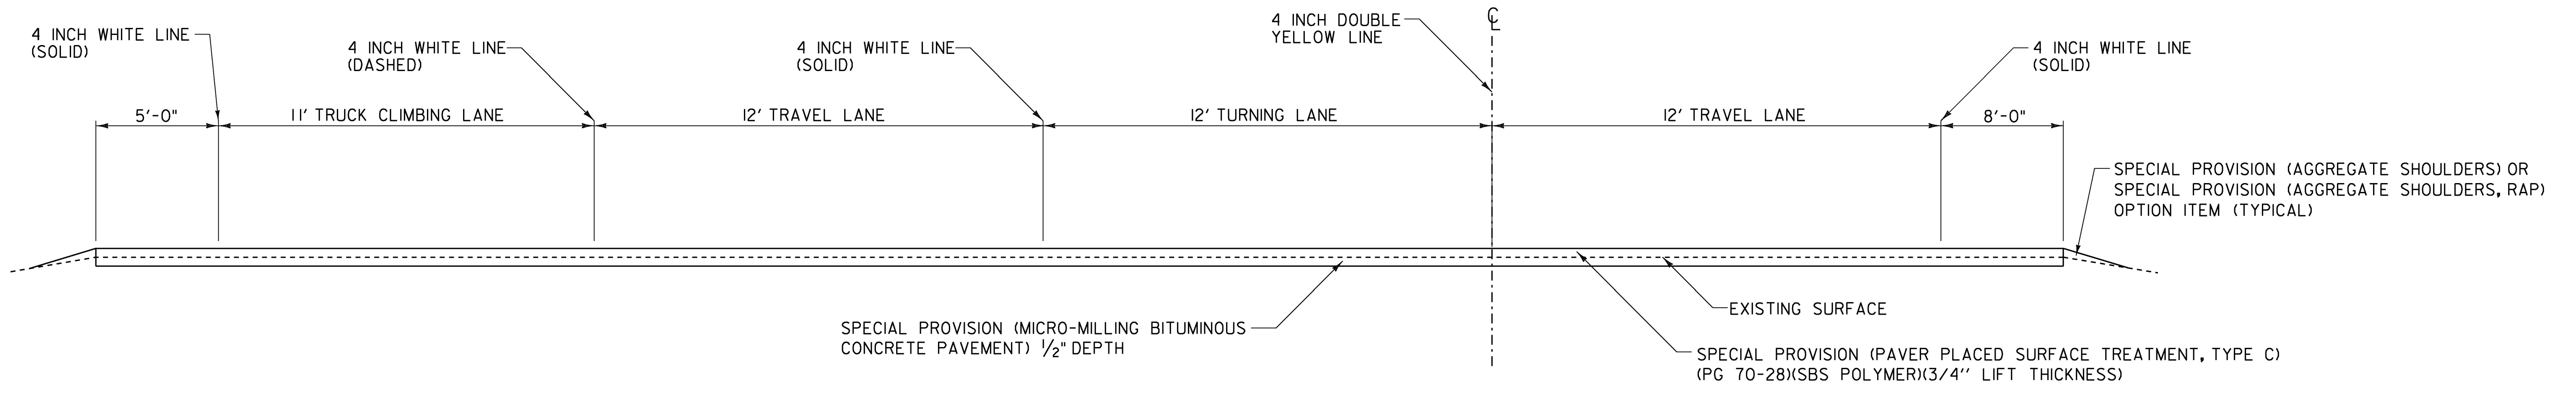 4 INCH WHITE LINE
(SOLID)
4 INCH WHITE LINE
(DASHED)
4 INCH WHITE LINE
(SOLID)
4 INCH DOUBLE
YELLOW LINE
CL
4 INCH WHITE LINE
(SOLID)
5'-0"
11' TRUCK CLIMBING LANE
12' TRAVEL LANE
12' TURNING LANE
12' TRAVEL LANE
8'-0"
SPECIAL PROVISION (AGGREGATE SHOULDERS) OR
SPECIAL PROVISION (AGGREGATE SHOULDERS, RAP)
OPTION ITEM (TYPICAL)
SPECIAL PROVISION (MICRO-MILLING BITUMINOUS
CONCRETE PAVEMENT) 1/2" DEPTH
EXISTING SURFACE
SPECIAL PROVISION (PAVER PLACED SURFACE TREATMENT, TYPE C)
(PG 70-28)(SBS POLYMER)(3/4'' LIFT THICKNESS)